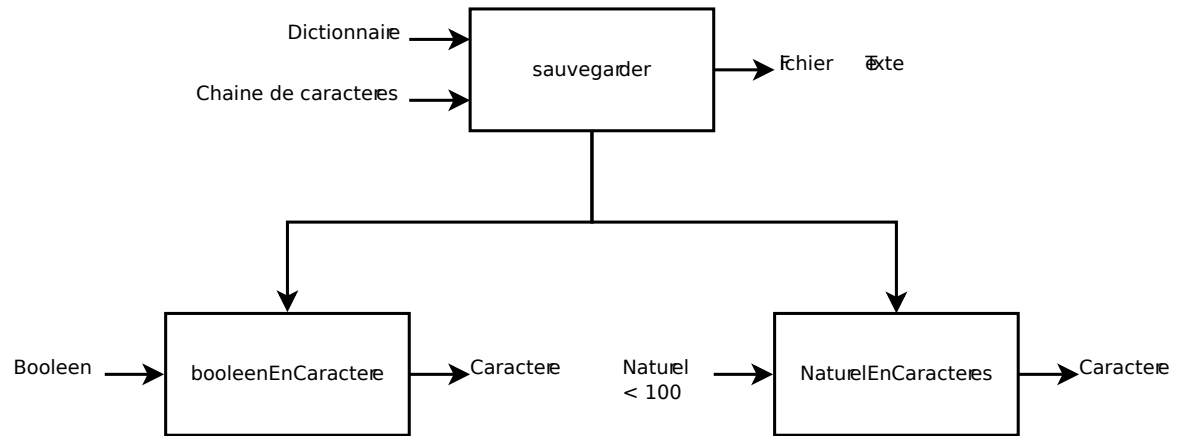 Dictionnaire
sauvegarder
Fichier Texte
Chaine de caracteres
Booleen
booleenEnCaractere
Caractere
Naturel
< 100
NaturelEnCaracteres
Caractere